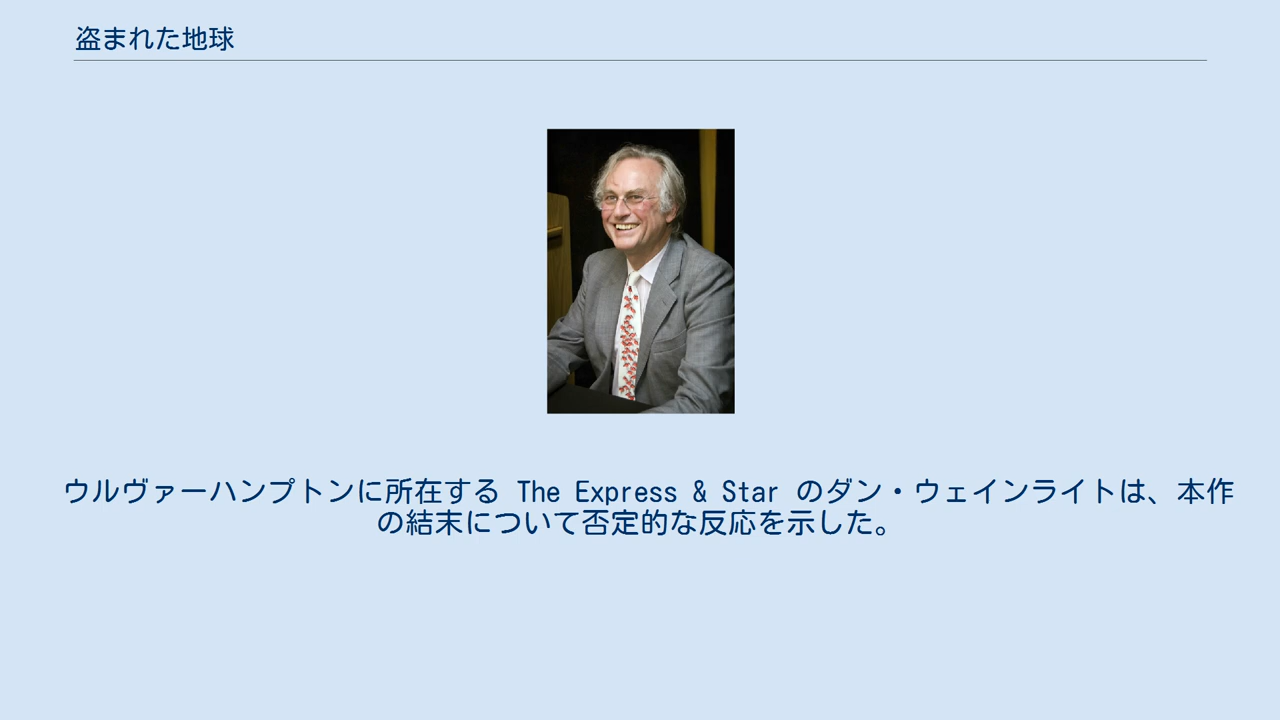 盗まれた地球
ウルヴァーハンプトンに所在する The Express & Star のダン・ウェインライトは、本作
の結末について否定的な反応を示した。